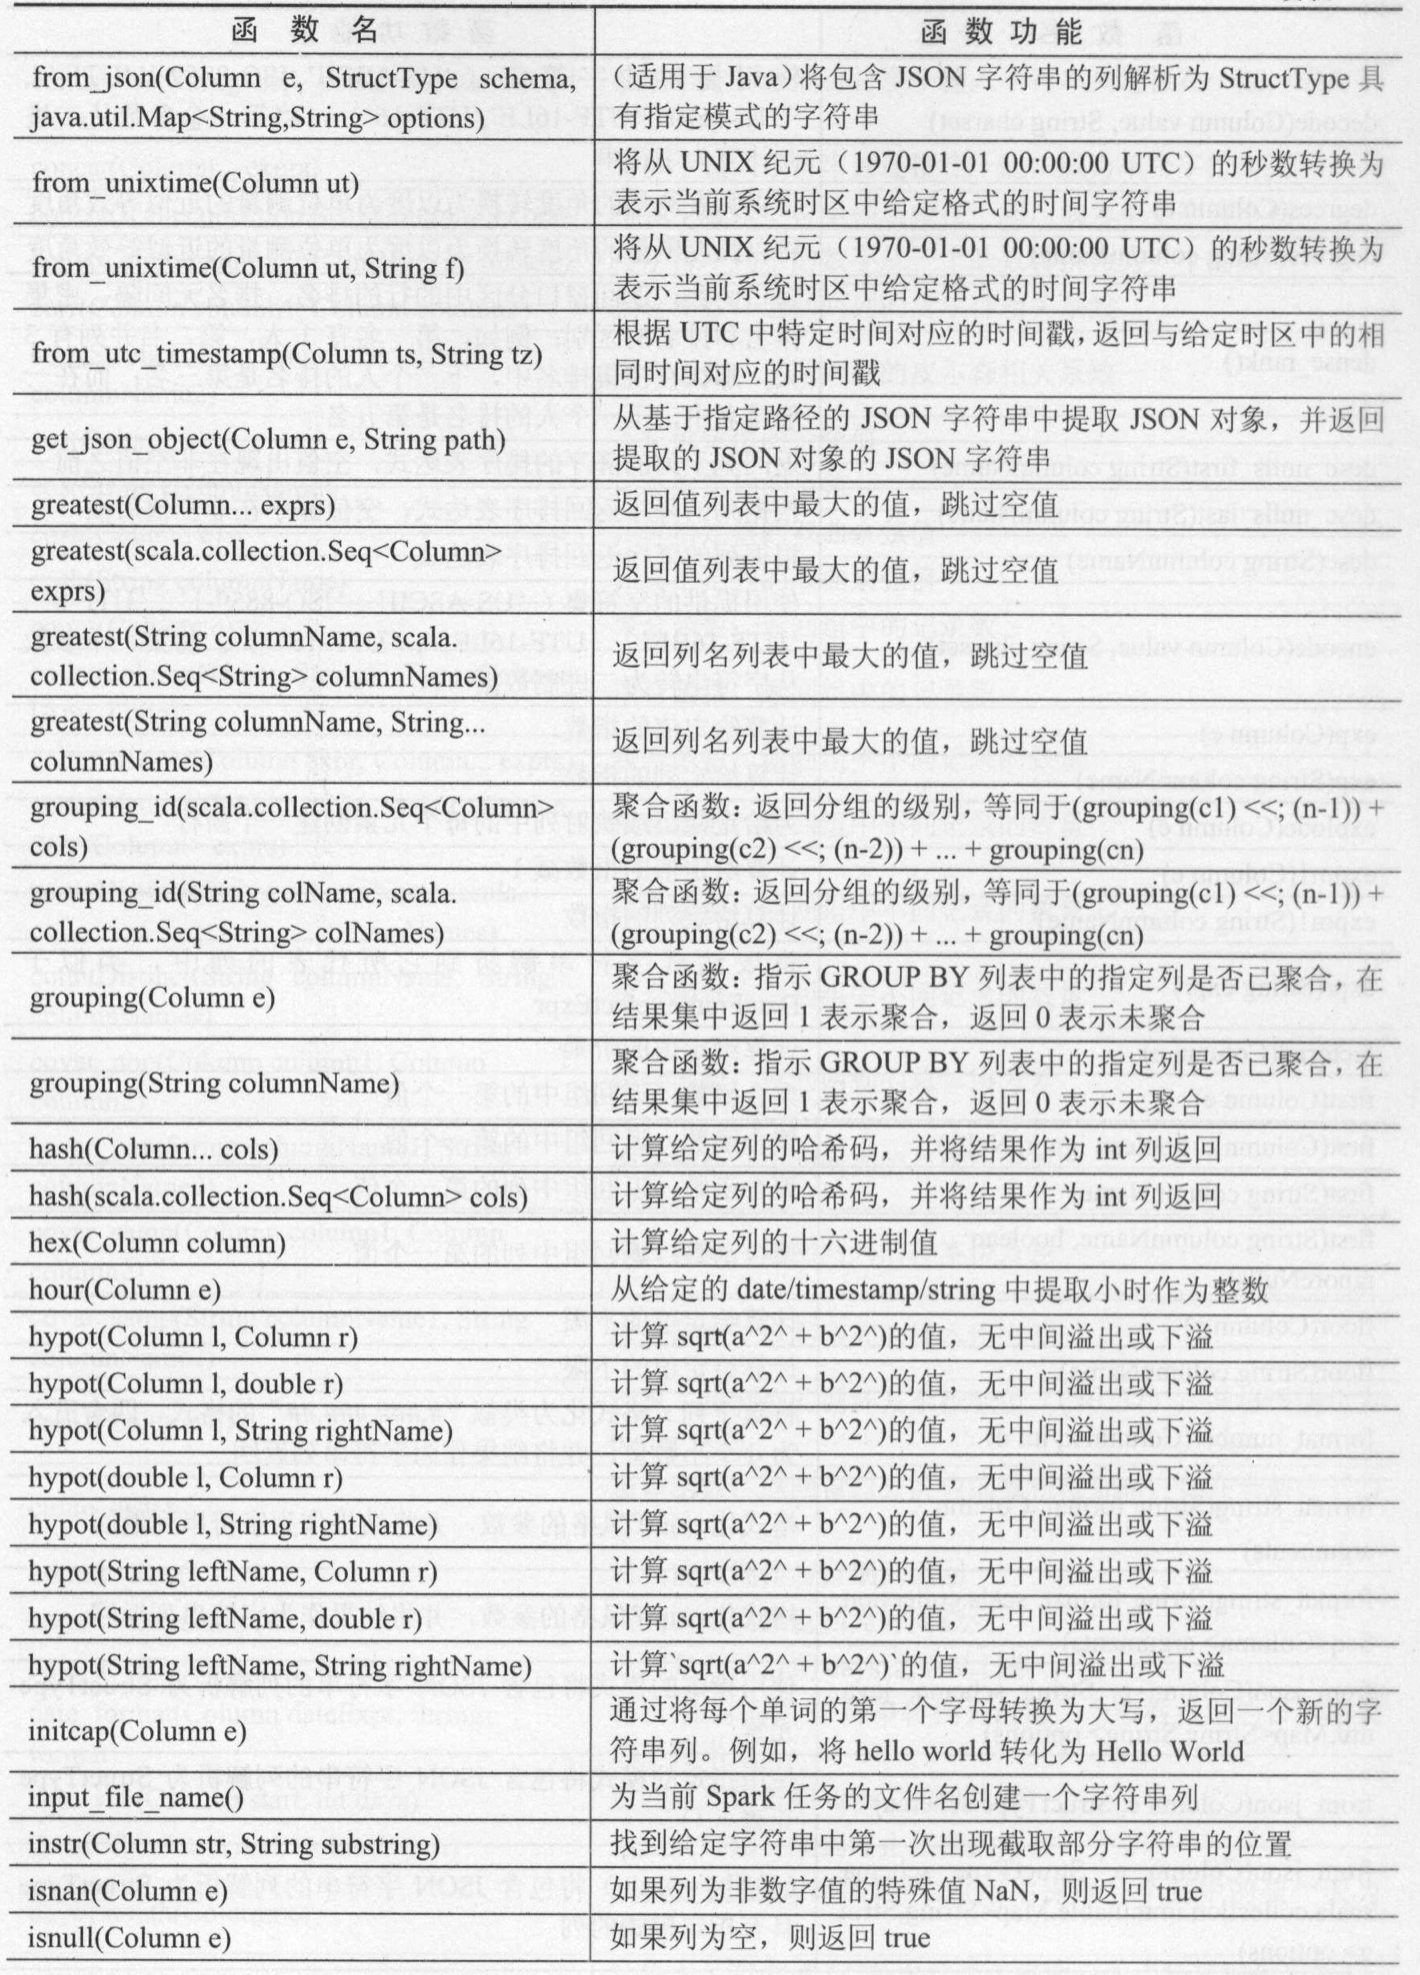 函 数 名 函 数 功 能
from_json(Column e, StructType schema,
java.util.Map<String,String> options)
（适用于 Java）将包含 JSON 字符串的列解析为 StructType 具
有指定模式的字符串
from_unixtime(Column ut)
将从 UNIX 纪元（1970-01-01 00:00:00 UTC）的秒数转换为
表示当前系统时区中给定格式的时间字符串
from_unixtime(Column ut, String f)
将从 UNIX 纪元（1970-01-01 00:00:00 UTC）的秒数转换为
表示当前系统时区中给定格式的时间字符串
from_utc_timestamp(Column ts, String tz)
根据 UTC 中特定时间对应的时间戳，返回与给定时区中的相
同时间对应的时间戳
get_json_object(Column e, String path)
从基于指定路径的 JSON 字符串中提取 JSON 对象，并返回
提取的 JSON 对象的 JSON 字符串
greatest(Column... exprs) 返回值列表中最大的值，跳过空值
greatest(scala.collection.Seq<Column>
exprs)
返回值列表中最大的值，跳过空值
greatest(String columnName, scala.
collection.Seq<String> columnNames)
返回列名列表中最大的值，跳过空值
greatest(String columnName, String...
columnNames)
返回列名列表中最大的值，跳过空值
grouping_id(scala.collection.Seq<Column>
cols)
聚合函数：返回分组的级别，等同于(grouping(c1) <<; (n-1)) +
(grouping(c2) <<; (n-2)) + ... + grouping(cn)
grouping_id(String colName, scala.
collection.Seq<String> colNames)
聚合函数：返回分组的级别，等同于(grouping(c1) <<; (n-1)) +
(grouping(c2) <<; (n-2)) + ... + grouping(cn)
grouping(Column e)
聚合函数：指示 GROUP BY 列表中的指定列是否已聚合，在
结果集中返回 1 表示聚合，返回 0 表示未聚合
grouping(String columnName)
聚合函数：指示 GROUP BY 列表中的指定列是否已聚合，在
结果集中返回 1 表示聚合，返回 0 表示未聚合
hash(Column... cols) 计算给定列的哈希码，并将结果作为 int 列返回
hash(scala.collection.Seq<Column> cols) 计算给定列的哈希码，并将结果作为 int 列返回
hex(Column column) 计算给定列的十六进制值
hour(Column e) 从给定的 date/timestamp/string 中提取小时作为整数
hypot(Column l, Column r) 计算 sqrt(a^2^ + b^2^)的值，无中间溢出或下溢
hypot(Column l, double r) 计算 sqrt(a^2^ + b^2^)的值，无中间溢出或下溢
hypot(Column l, String rightName) 计算 sqrt(a^2^ + b^2^)的值，无中间溢出或下溢
hypot(double l, Column r) 计算 sqrt(a^2^ + b^2^)的值，无中间溢出或下溢
hypot(double l, String rightName) 计算 sqrt(a^2^ + b^2^)的值，无中间溢出或下溢
hypot(String leftName, Column r) 计算 sqrt(a^2^ + b^2^)的值，无中间溢出或下溢
hypot(String leftName, double r) 计算 sqrt(a^2^ + b^2^)的值，无中间溢出或下溢
hypot(String leftName, String rightName) 计算`sqrt(a^2^ + b^2^)`的值，无中间溢出或下溢
initcap(Column e)
通过将每个单词的第一个字母转换为大写，返回一个新的字
符串列。例如，将 hello world 转化为 Hello World
input_file_name() 为当前 Spark 任务的文件名创建一个字符串列
instr(Column str, String substring) 找到给定字符串中第一次出现截取部分字符串的位置
isnan(Column e) 如果列为非数字值的特殊值 NaN，则返回 true
isnull(Column e) 如果列为空，则返回 true